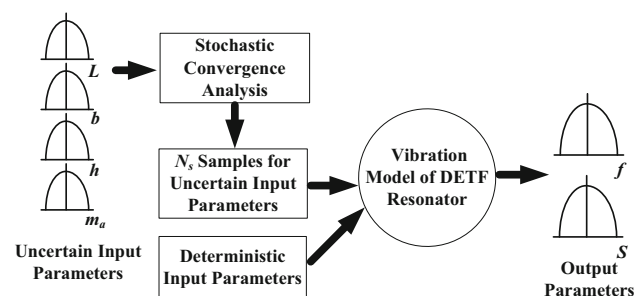 L
b
h
m_a
Uncertain Input
Parameters
Stochastic
Convergence
Analysis
N_s Samples for
Uncertain Input
Parameters
Deterministic
Input Parameters
Vibration
Model of DETF
Resonator
f
S
Output
Parameters